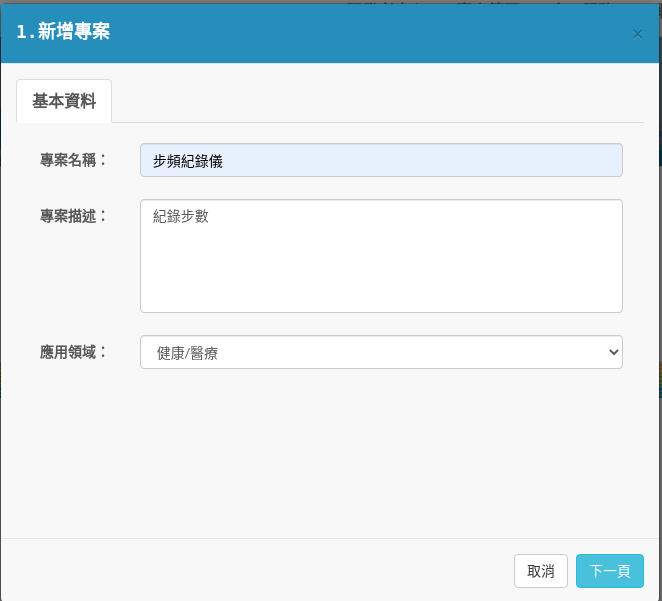 1.新增專案
×
基本資料
專案名稱：
步頻紀錄儀
專案描述：
紀錄步數
應用領域：
健康/醫療
取消
下一頁